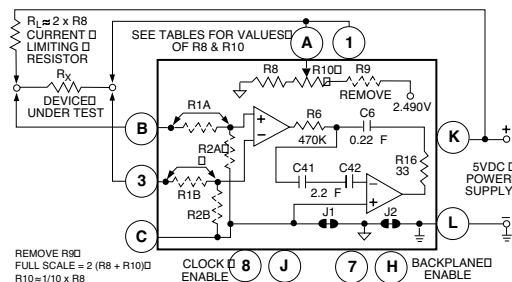 RL≈2 x R8
CURRENT
LIMITING
RESISTOR
RX
DEVICE
UNDER TEST
SEE TABLES FOR VALUES
OF R8 & R10
A
1
R8
R10
R9
REMOVE
2.490V
B
R1A
R2A
3
R1B
R2B
C
R6
470K
C6
0.22 F
C41
C42
2.2 F
R16
33
J1
J2
K
+
5VDC
POWER
SUPPLY
L
–
REMOVE R9
FULL SCALE = 2 (R8 + R10)
R10≈1/10 x R8
CLOCK
ENABLE
8
J
7
H
BACKPLANE
ENABLE